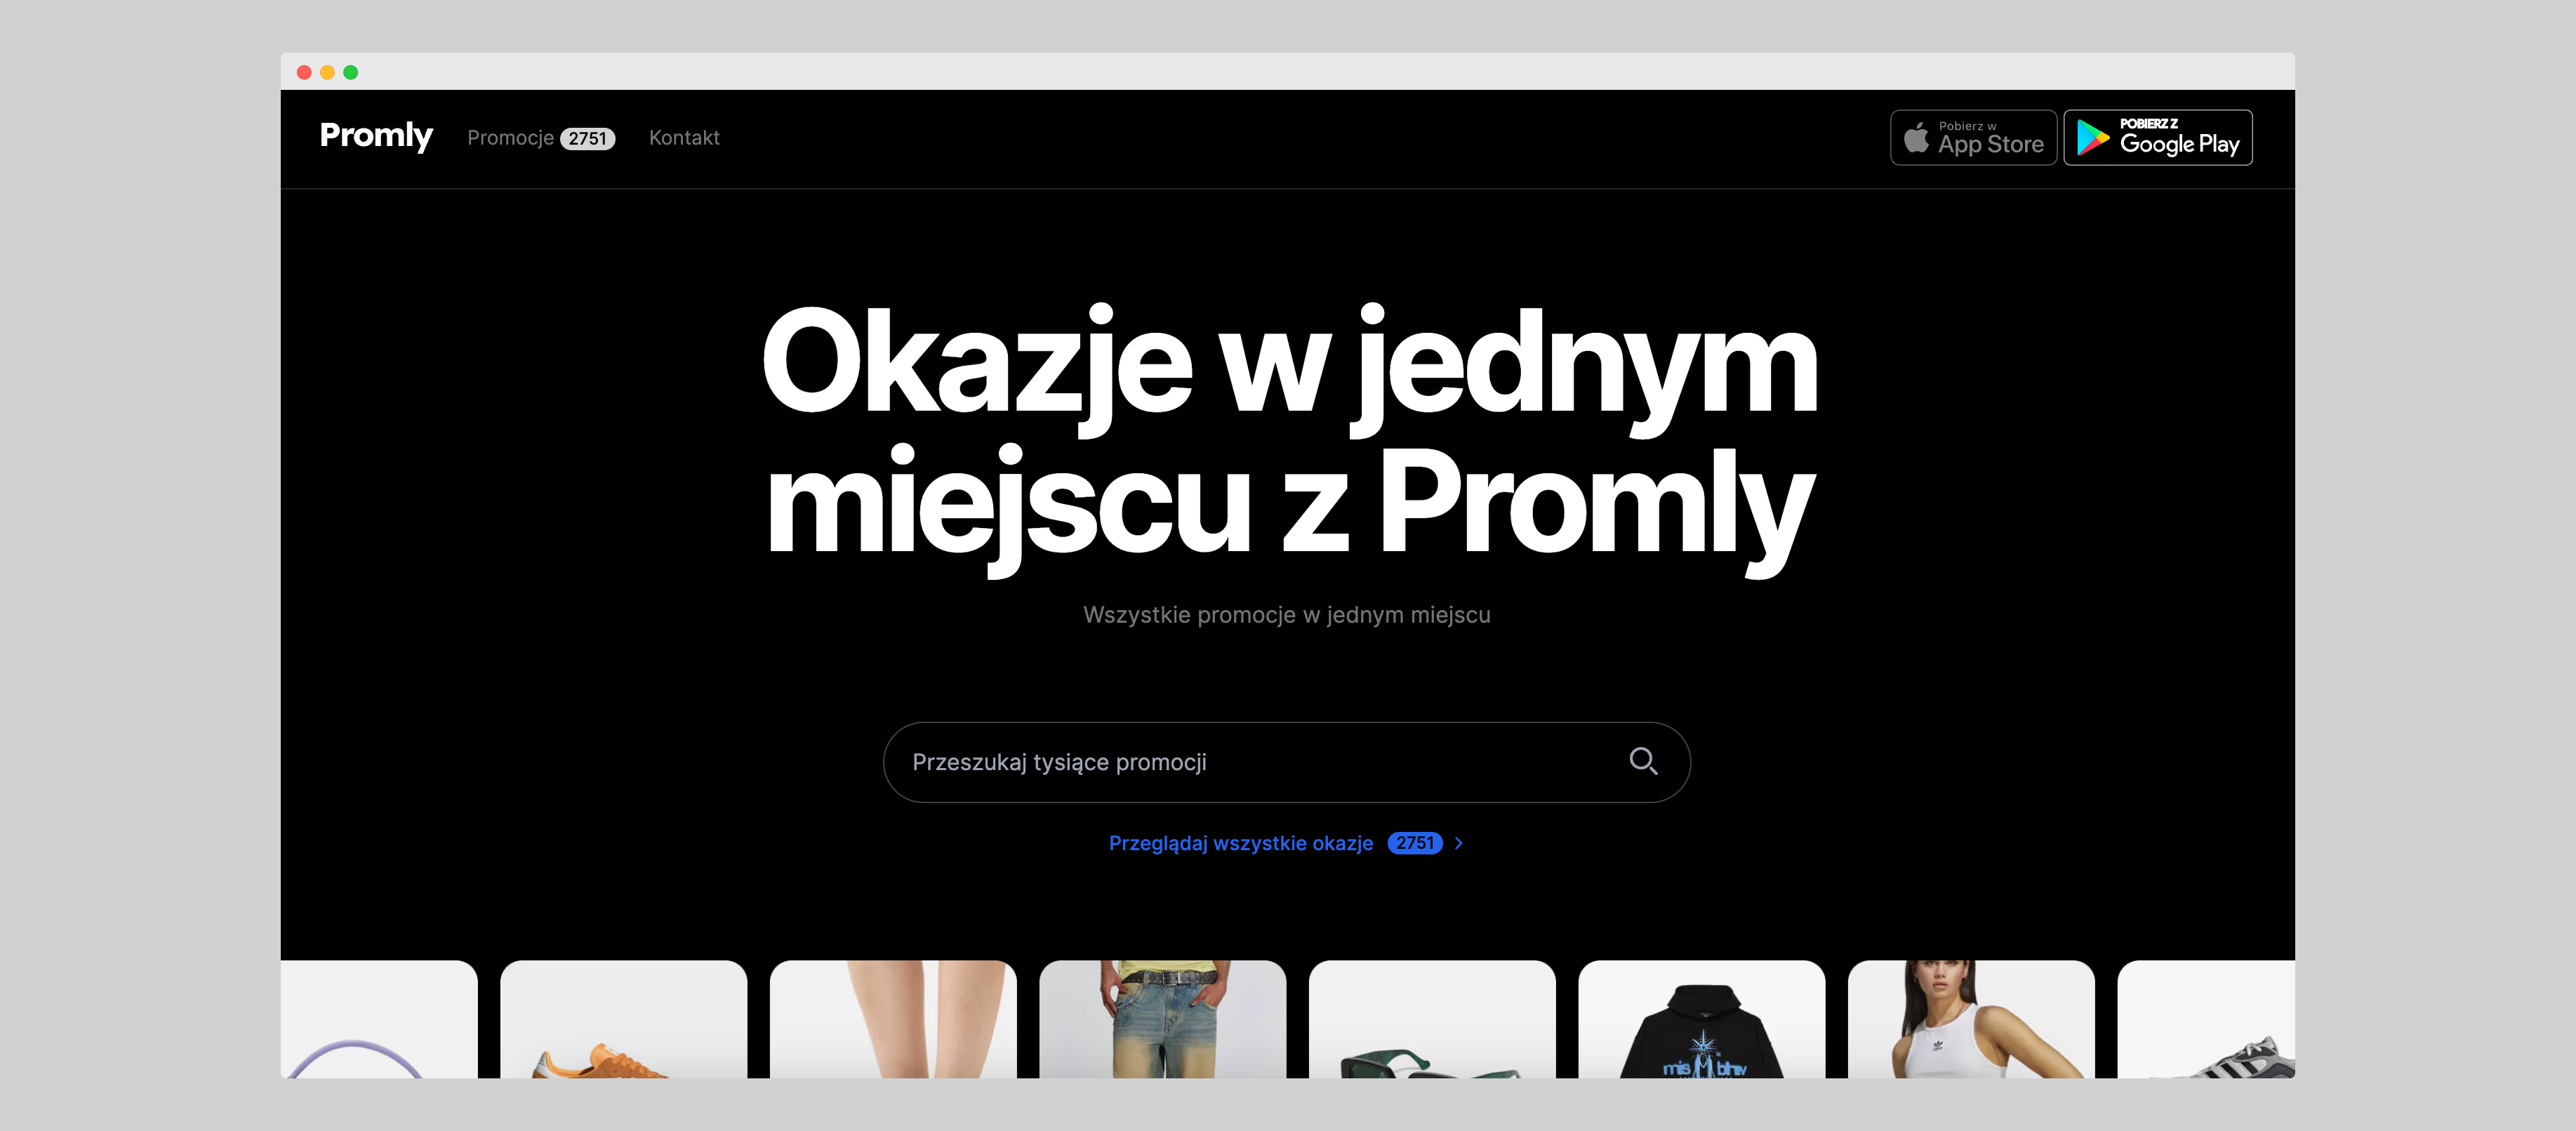 Promly
Promocje 2751
Kontakt
Pobierz w
App Store
POBIERZ Z
Google Play
Okazje w jednym
miejscu z Promly
Wszystkie promocje w jednym miejscu
Przeszukaj tysiące promocji
Przeglądaj wszystkie okazje 2751
mis bhv